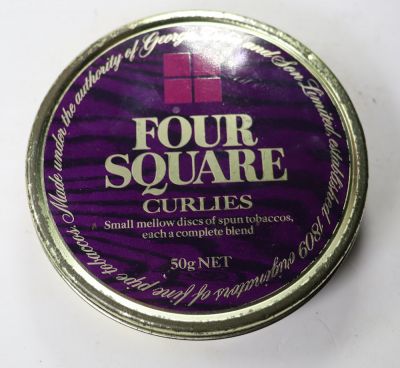 FOUR
SQUARE
CURLIES
Small mellow discs of spun tobaccos,
each a complete blend
50g NET
Made under the authority of George and Son Limited, established 1809 originators of fine pipe tobaccos.